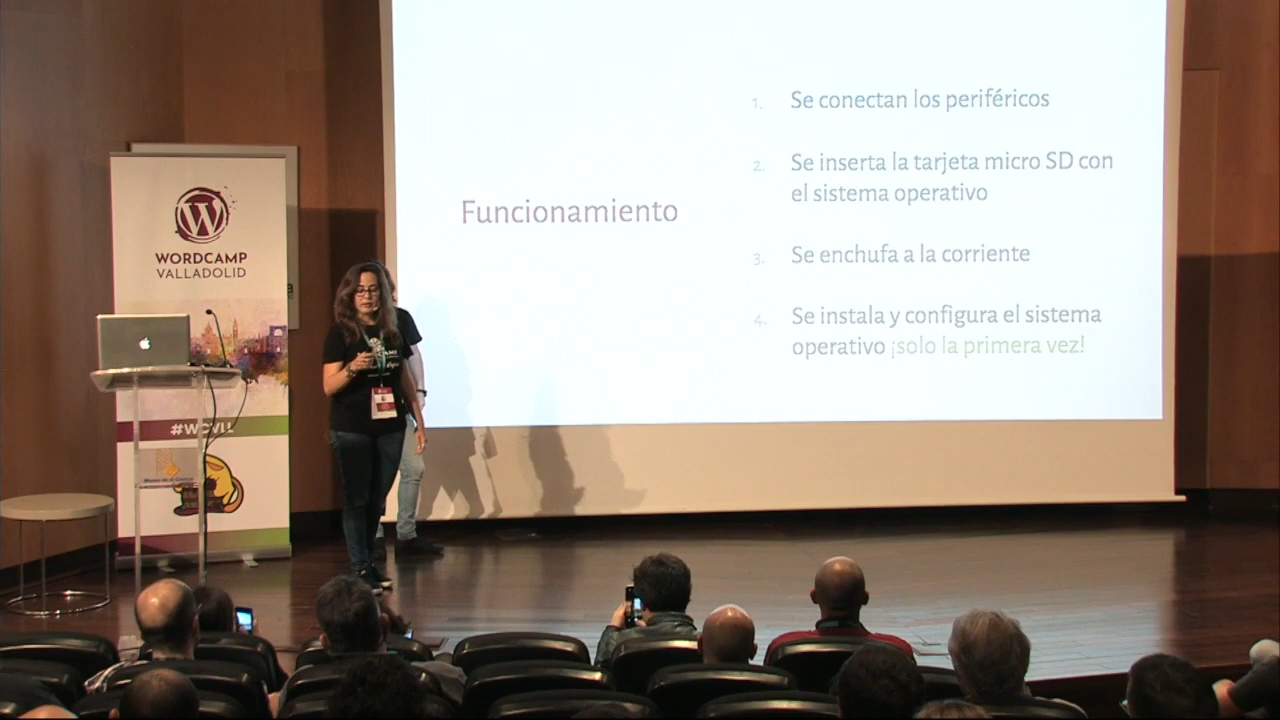 Funcionamiento
1. Se conectan los periféricos
2. Se inserta la tarjeta micro SD con
el sistema operativo
3. Se enchufa a la corriente
4. Se instala y configura el sistema
operativo ¡solo la primera vez!
WORDCAMP
VALLADOLID
#WCVLL